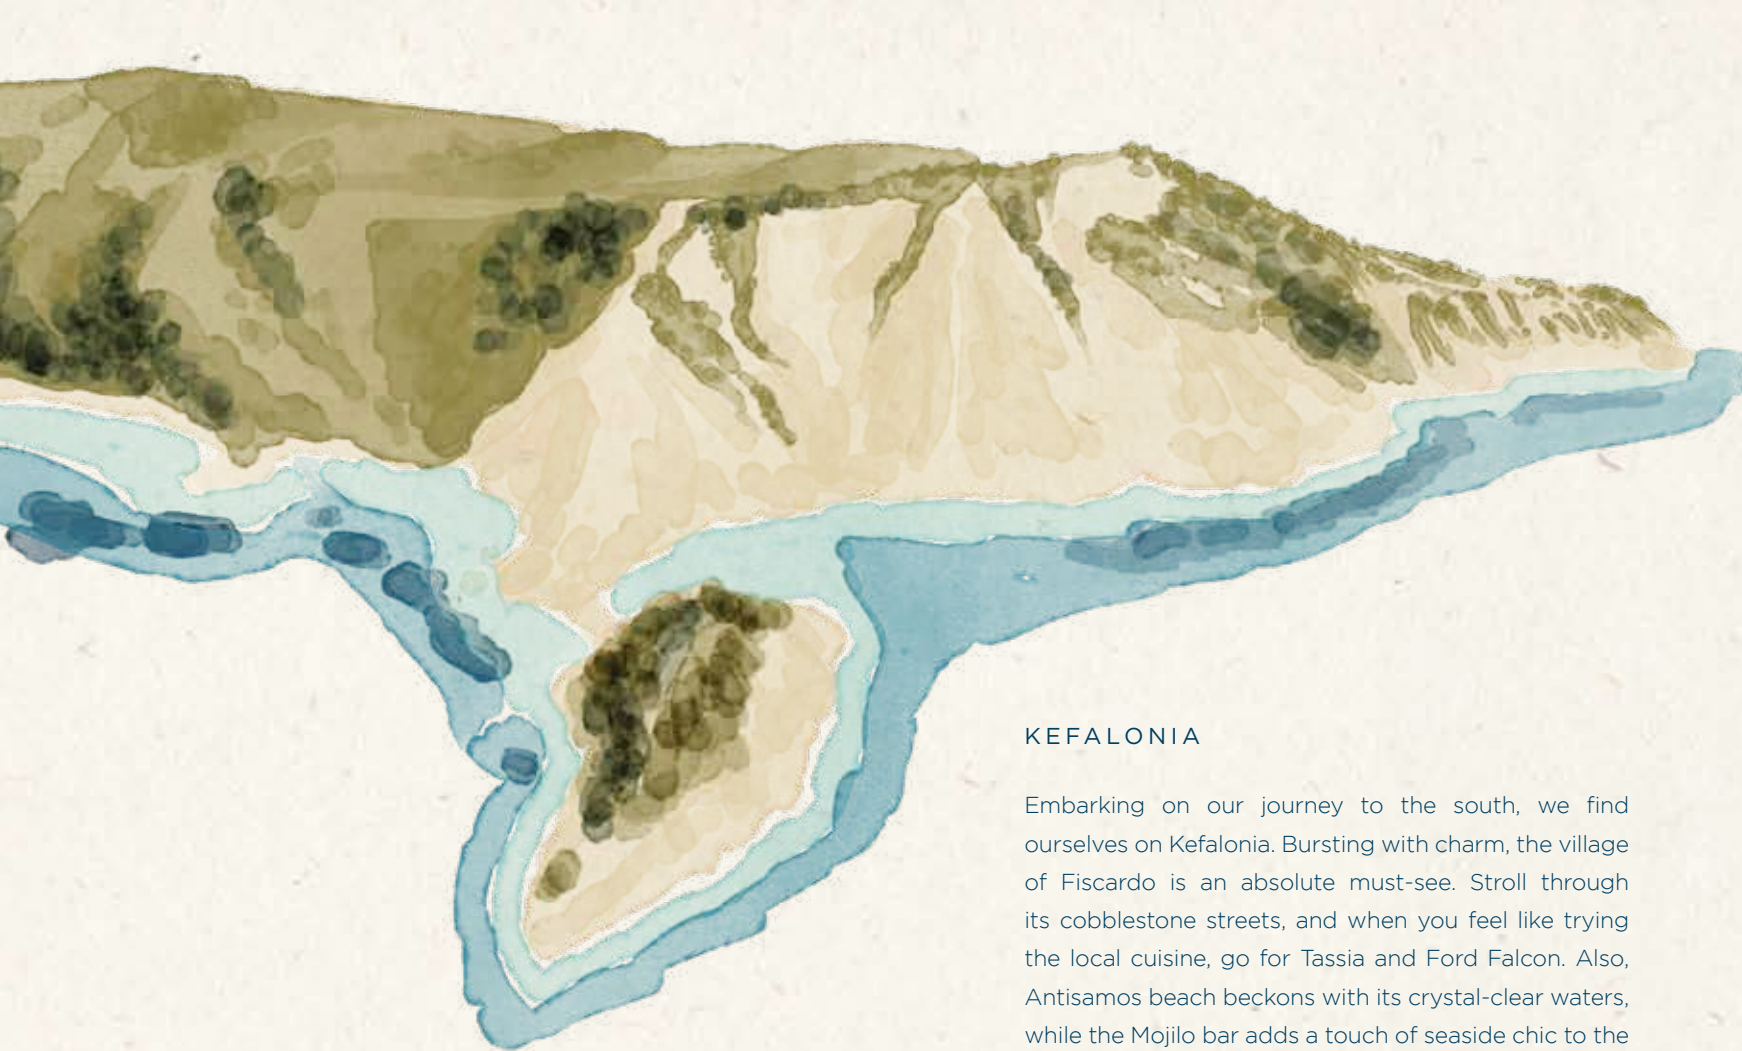 KEFALONIA
Embarking on our journey to the south, we find
ourselves on Kefalonia. Bursting with charm, the village
of Fiscardo is an absolute must-see. Stroll through
its cobblestone streets, and when you feel like trying
the local cuisine, go for Tassia and Ford Falcon. Also,
Antisamos beach beckons with its crystal-clear waters,
while the Mojilo bar adds a touch of seaside chic to the